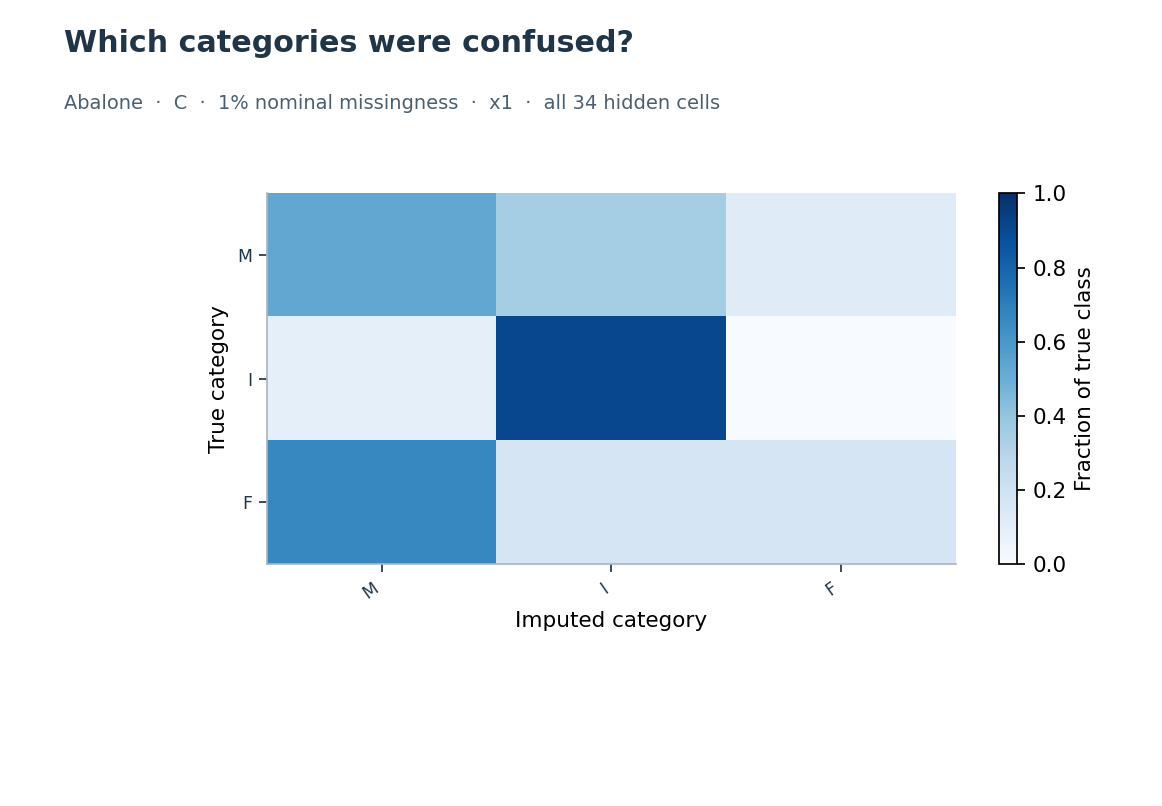 Which categories were confused?
Abalone · C · 1% nominal missingness · x1 · all 34 hidden cells
True category
M
I
F
M I F
Imputed category
1.0
0.8
0.6
0.4
0.2
0.0
Fraction of true class